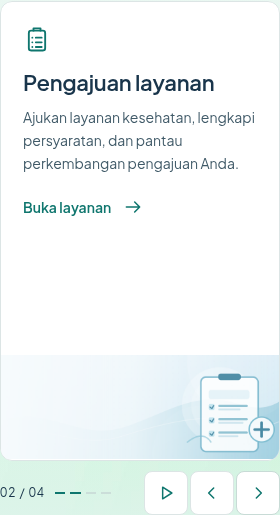 Pengajuan layanan
Ajukan layanan kesehatan, lengkapi
persyaratan, dan pantau
perkembangan pengajuan Anda.
Buka layanan
02 / 04